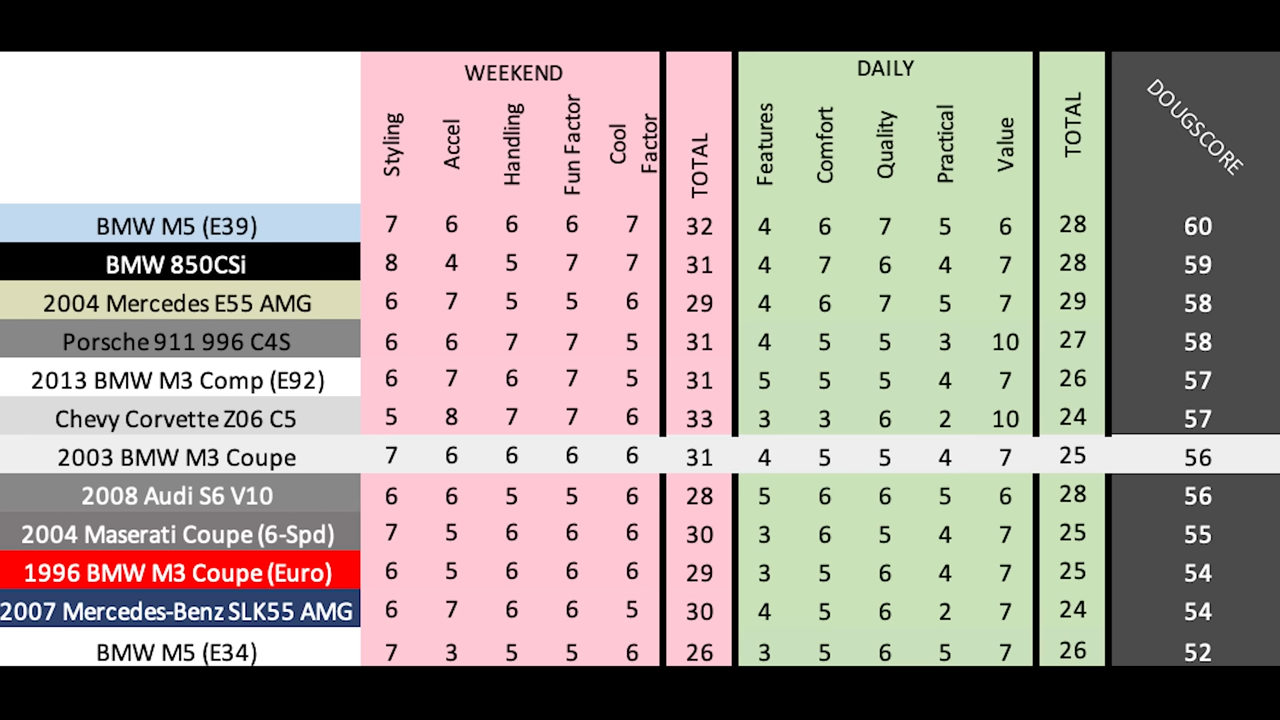 WEEKEND DAILY
Styling Accel Handling Fun Factor Cool Factor TOTAL Features Comfort Quality Practical Value TOTAL DOUGSCORE
BMW M5 (E39) 7 6 6 6 7 32 4 6 7 5 6 28 60
BMW 850CSi 8 4 5 7 7 31 4 7 6 4 7 28 59
2004 Mercedes E55 AMG 6 7 5 5 6 29 4 6 7 5 7 29 58
Porsche 911 996 C4S 6 6 7 7 5 31 4 5 5 3 10 27 58
2013 BMW M3 Comp (E92) 6 7 6 7 5 31 5 5 5 4 7 26 57
Chevy Corvette Z06 C5 5 8 7 7 6 33 3 3 6 2 10 24 57
2003 BMW M3 Coupe 7 6 6 6 6 31 4 5 5 4 7 25 56
2008 Audi S6 V10 6 6 5 5 6 28 5 6 6 5 6 28 56
2004 Maserati Coupe (6-Spd) 7 5 6 6 6 30 3 6 5 4 7 25 55
1996 BMW M3 Coupe (Euro) 6 5 6 6 6 29 3 5 6 4 7 25 54
2007 Mercedes-Benz SLK55 AMG 6 7 6 6 5 30 4 5 6 2 7 24 54
BMW M5 (E34) 7 3 5 5 6 26 3 5 6 5 7 26 52